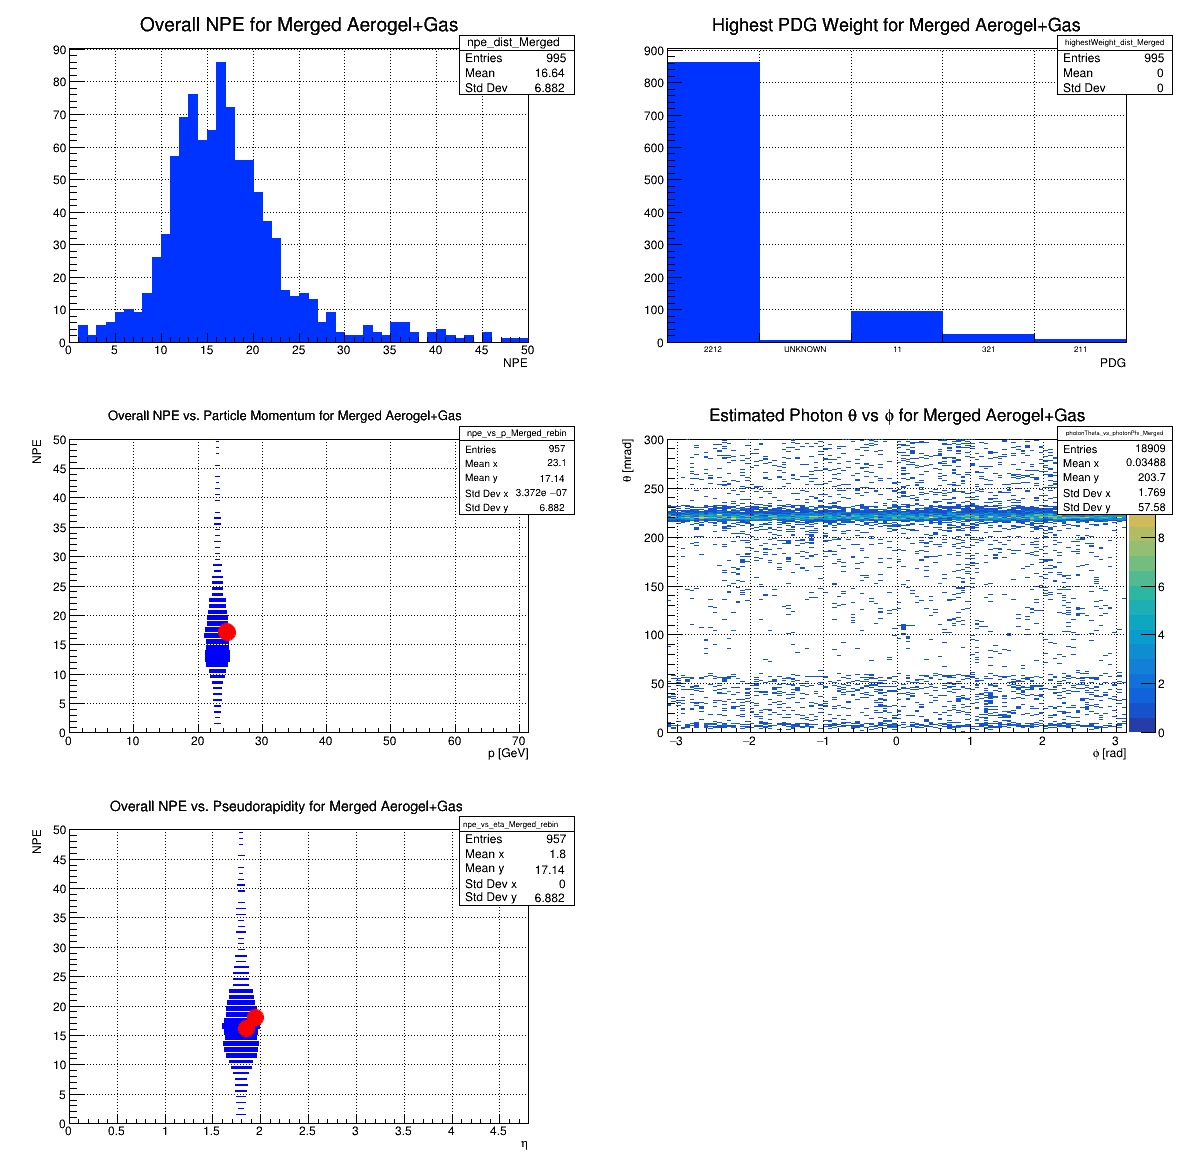 Overall NPE for Merged Aerogel+Gas
npe_dist_Merged
Entries 995
Mean 16.64
Std Dev 6.882
90
80
70
60
50
40
30
20
10
0
0 5 10 15 20 25 30 35 40 45 50
NPE
Highest PDG Weight for Merged Aerogel+Gas
highestWeight_dist_Merged
Entries 995
Mean 0
Std Dev 0
900
800
700
600
500
400
300
200
100
0
2212 UNKNOWN 11 321 211
PDG
Overall NPE vs. Particle Momentum for Merged Aerogel+Gas
npe_vs_p_Merged_rebin
Entries 957
Mean x 23.1
Mean y 17.14
Std Dev x 3.372e −07
Std Dev y 6.882
NPE
50
45
40
35
30
25
20
15
10
5
0
0 10 20 30 40 50 60 70
p [GeV]
Estimated Photon θ vs ϕ for Merged Aerogel+Gas
photonTheta_vs_photonPhi_Merged
Entries 18909
Mean x 0.03488
Mean y 203.7
Std Dev x 1.769
Std Dev y 57.58
θ [mrad]
300
250
200
150
100
50
0
−3 −2 −1 0 1 2 3
ϕ [rad]
8
6
4
2
0
Overall NPE vs. Pseudorapidity for Merged Aerogel+Gas
npe_vs_eta_Merged_rebin
Entries 957
Mean x 1.8
Mean y 17.14
Std Dev x 0
Std Dev y 6.882
NPE
50
45
40
35
30
25
20
15
10
5
0
0 0.5 1 1.5 2 2.5 3 3.5 4 4.5
η